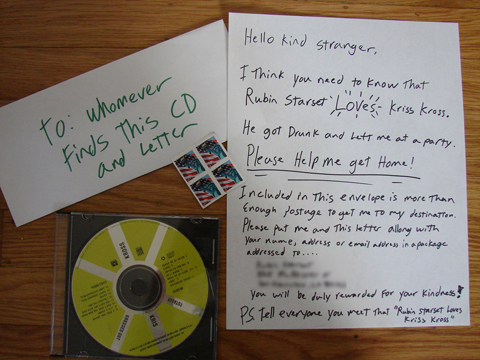 To: Whomever
Finds This CD
and Letter
Hello kind stranger,
I Think you need to know that
Rubin Starset Loves Kriss Kross.
He got Drunk and Left me at a party.
Please Help me get Home!
Included in This envelope is more Than
Enough Postage to get me to my destination.
Please put me and This letter allong with
your name, address or email address in a package
addressed to....
You will be duly rewarded for your kindness!
P.S. Tell everyone you meet That "Rubin Starset Loves
Kriss Kross"
KROSS
TOTALLY